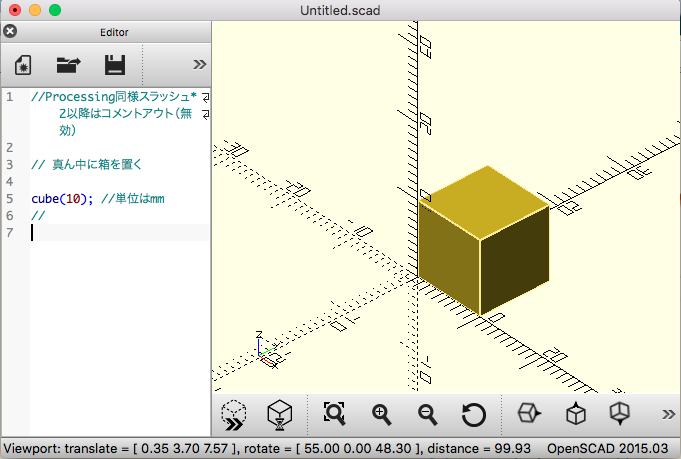 Untitled.scad
Editor
1 //Processing同様スラッシュ*
2以降はコメントアウト(無
効)
2
3 // 真ん中に箱を置く
4
5 cube(10); //単位はmm
6 //
7
Z
Viewport: translate = [ 0.35 3.70 7.57 ], rotate = [ 55.00 0.00 48.30 ], distance = 99.93 OpenSCAD 2015.03